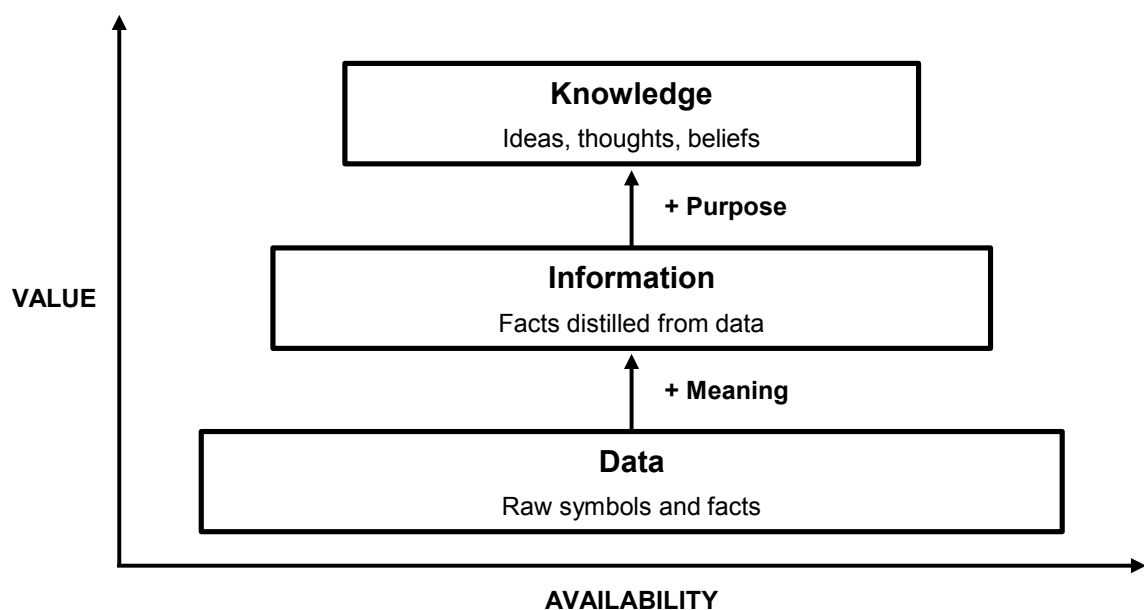 Knowledge
Ideas, thoughts, beliefs
+ Purpose
Information
Facts distilled from data
VALUE
+ Meaning
Data
Raw symbols and facts
AVAILABILITY